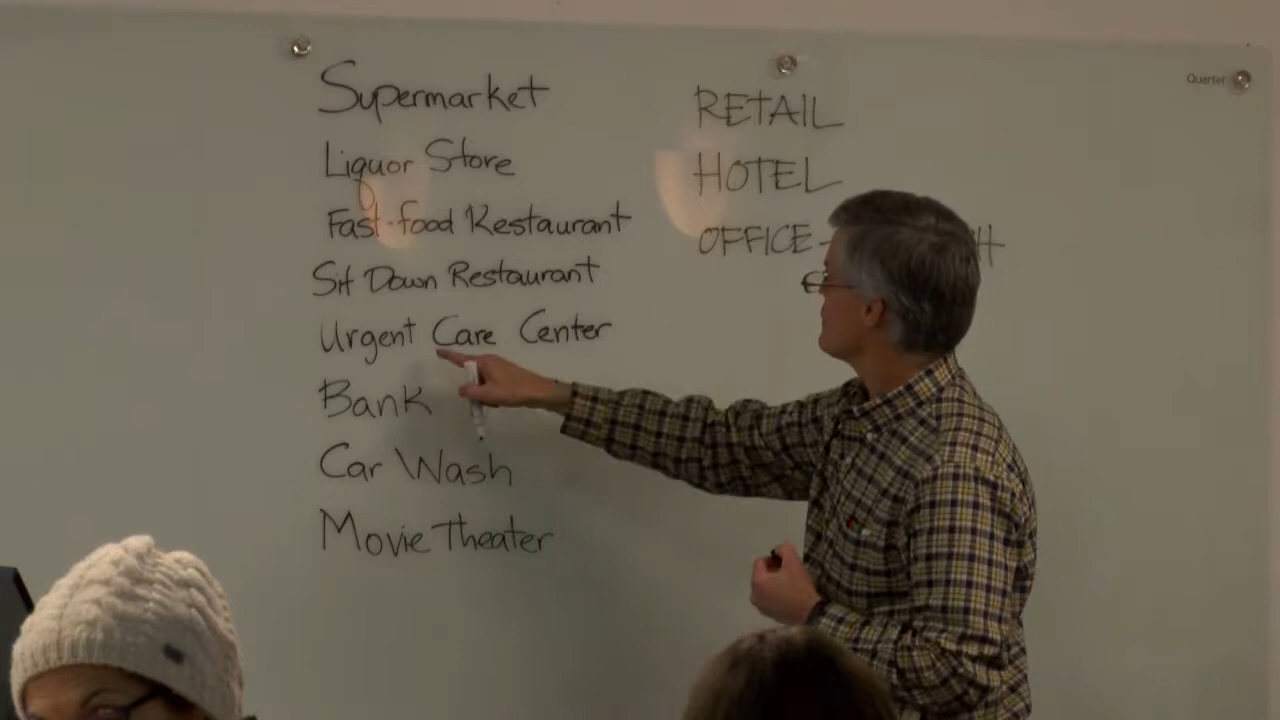 Supermarket
Liquor Store
Fast-food Restaurant
Sit Down Restaurant
Urgent Care Center
Bank
Car Wash
Movie Theater
RETAIL
HOTEL
OFFICE -
Quarter